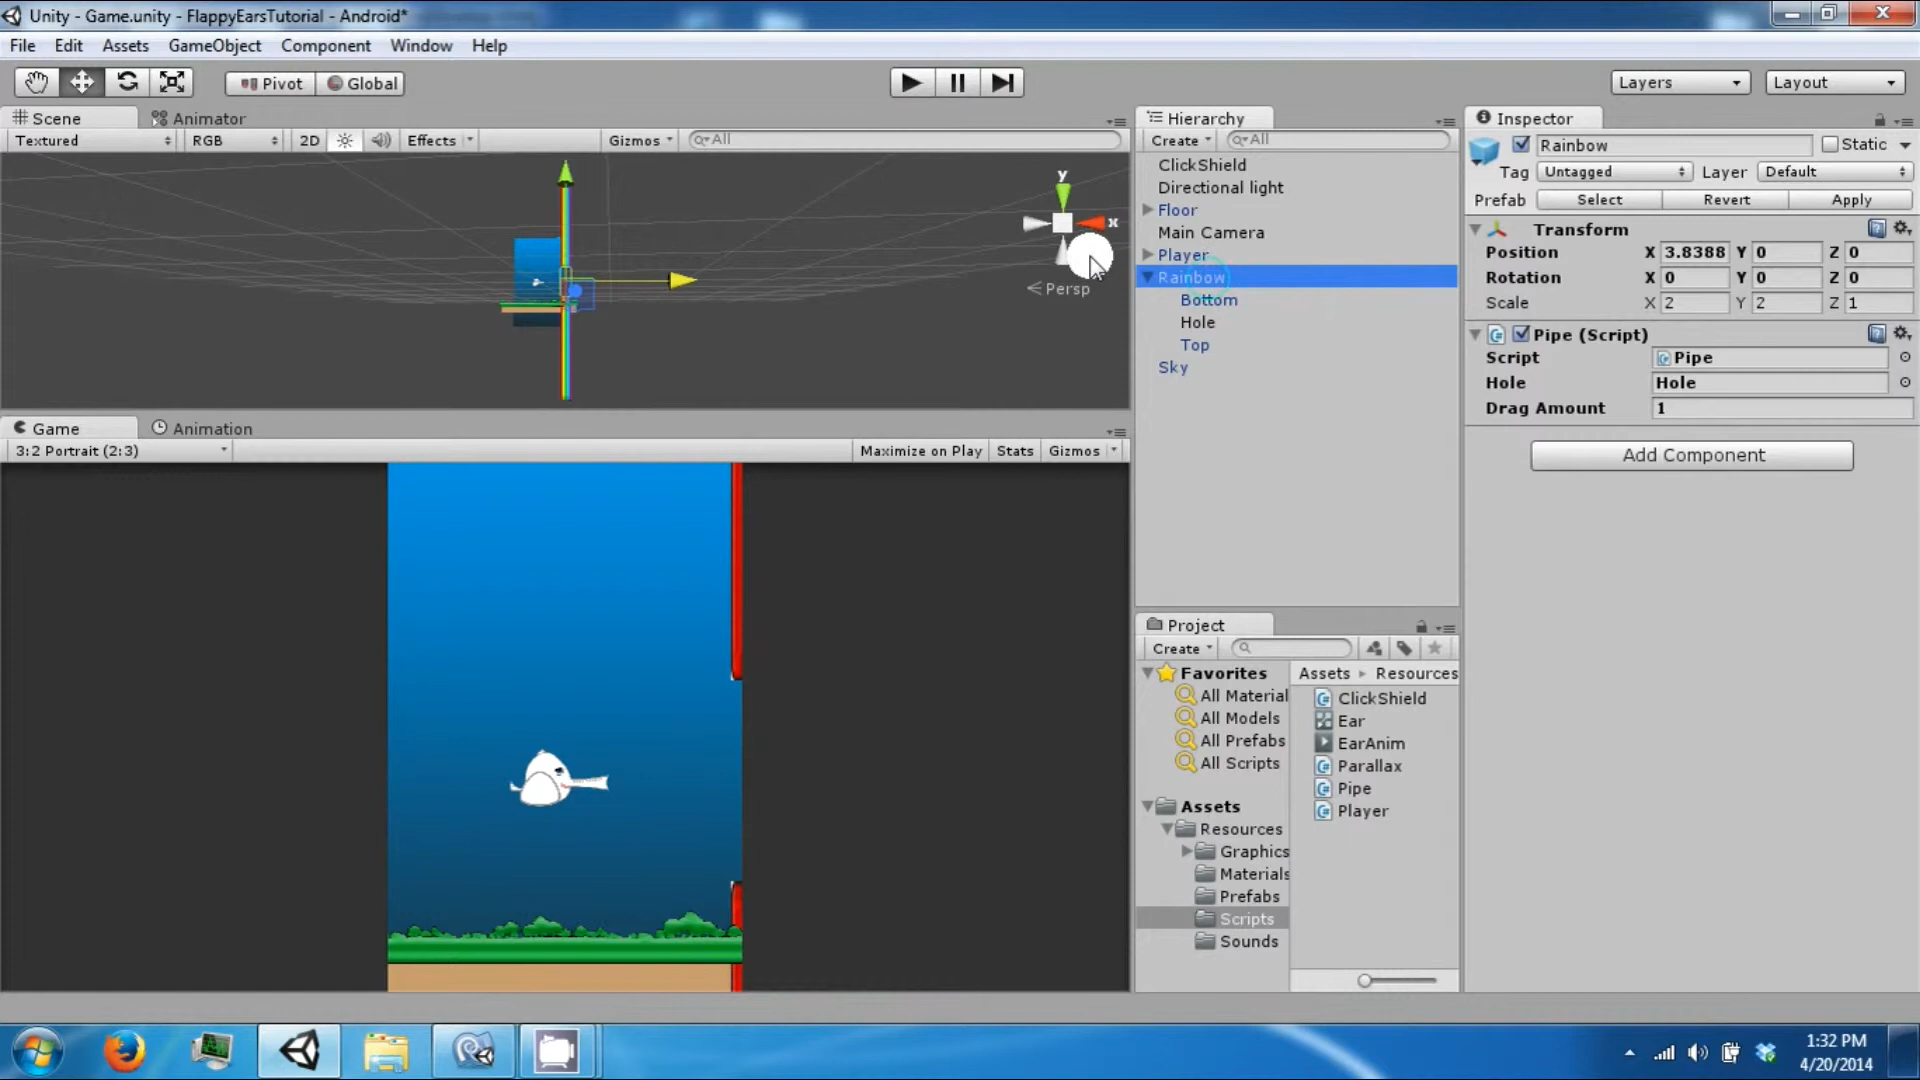 Unity - Game.unity - FlappyEarsTutorial - Android*
File Edit Assets GameObject Component Window Help
Pivot Global Layers Layout
Scene Animator
Textured RGB 2D Effects Gizmos All
y
x
Persp
Game Animation
3:2 Portrait (2:3) Maximize on Play Stats Gizmos
Hierarchy
Create All
ClickShield
Directional light
Floor
Main Camera
Player
Rainbow
Bottom
Hole
Top
Sky
Project
Create
Favorites
All Material
All Models
All Prefabs
All Scripts
Assets
Resources
Graphics
Materials
Prefabs
Scripts
Sounds
Assets Resources
ClickShield
Ear
EarAnim
Parallax
Pipe
Player
Inspector
Rainbow Static
Tag Untagged Layer Default
Prefab Select Revert Apply
Transform
Position X 3.8388 Y 0 Z 0
Rotation X 0 Y 0 Z 0
Scale X 2 Y 2 Z 1
Pipe (Script)
Script Pipe
Hole Hole
Drag Amount 1
Add Component
1:32 PM
4/20/2014